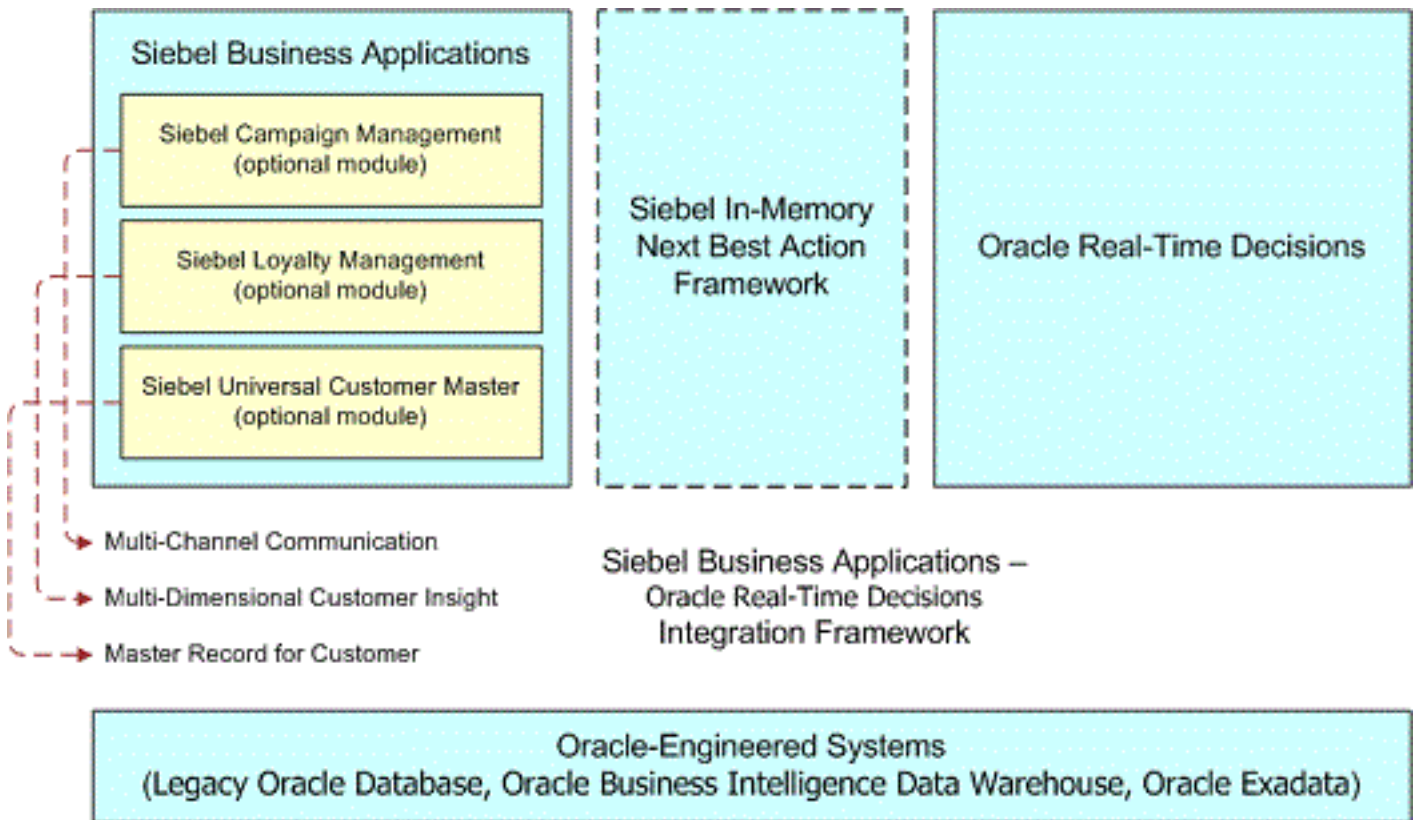 Siebel Business Applications
Siebel Campaign Management
(optional module)
Siebel Loyalty Management
(optional module)
Siebel Universal Customer Master
(optional module)
Siebel In-Memory
Next Best Action
Framework
Oracle Real-Time Decisions
Multi-Channel Communication
Multi-Dimensional Customer Insight
Master Record for Customer
Siebel Business Applications –
Oracle Real-Time Decisions
Integration Framework
Oracle-Engineered Systems
(Legacy Oracle Database, Oracle Business Intelligence Data Warehouse, Oracle Exadata)